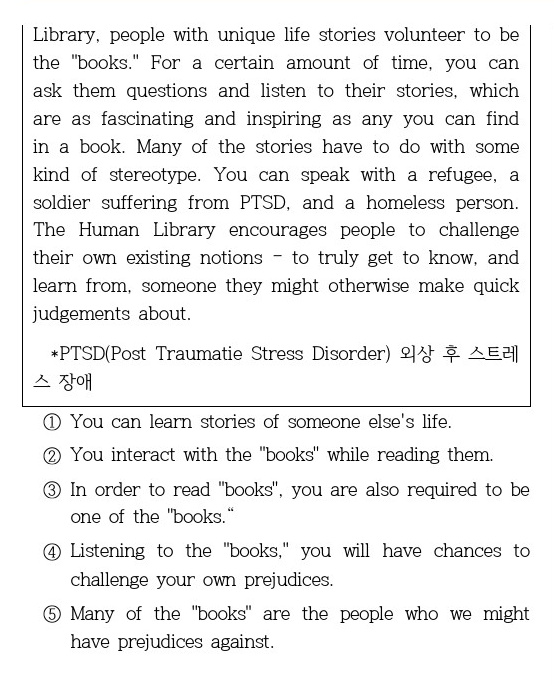 Library, people with unique life stories volunteer to be
the "books." For a certain amount of time, you can
ask them questions and listen to their stories, which
are as fascinating and inspiring as any you can find
in a book. Many of the stories have to do with some
kind of stereotype. You can speak with a refugee, a
soldier suffering from PTSD, and a homeless person.
The Human Library encourages people to challenge
their own existing notions - to truly get to know, and
learn from, someone they might otherwise make quick
judgements about.
*PTSD(Post Traumatie Stress Disorder) 외상 후 스트레
스 장애
① You can learn stories of someone else's life.
② You interact with the "books" while reading them.
③ In order to read "books", you are also required to be
one of the "books.“
④ Listening to the "books," you will have chances to
challenge your own prejudices.
⑤ Many of the "books" are the people who we might
have prejudices against.